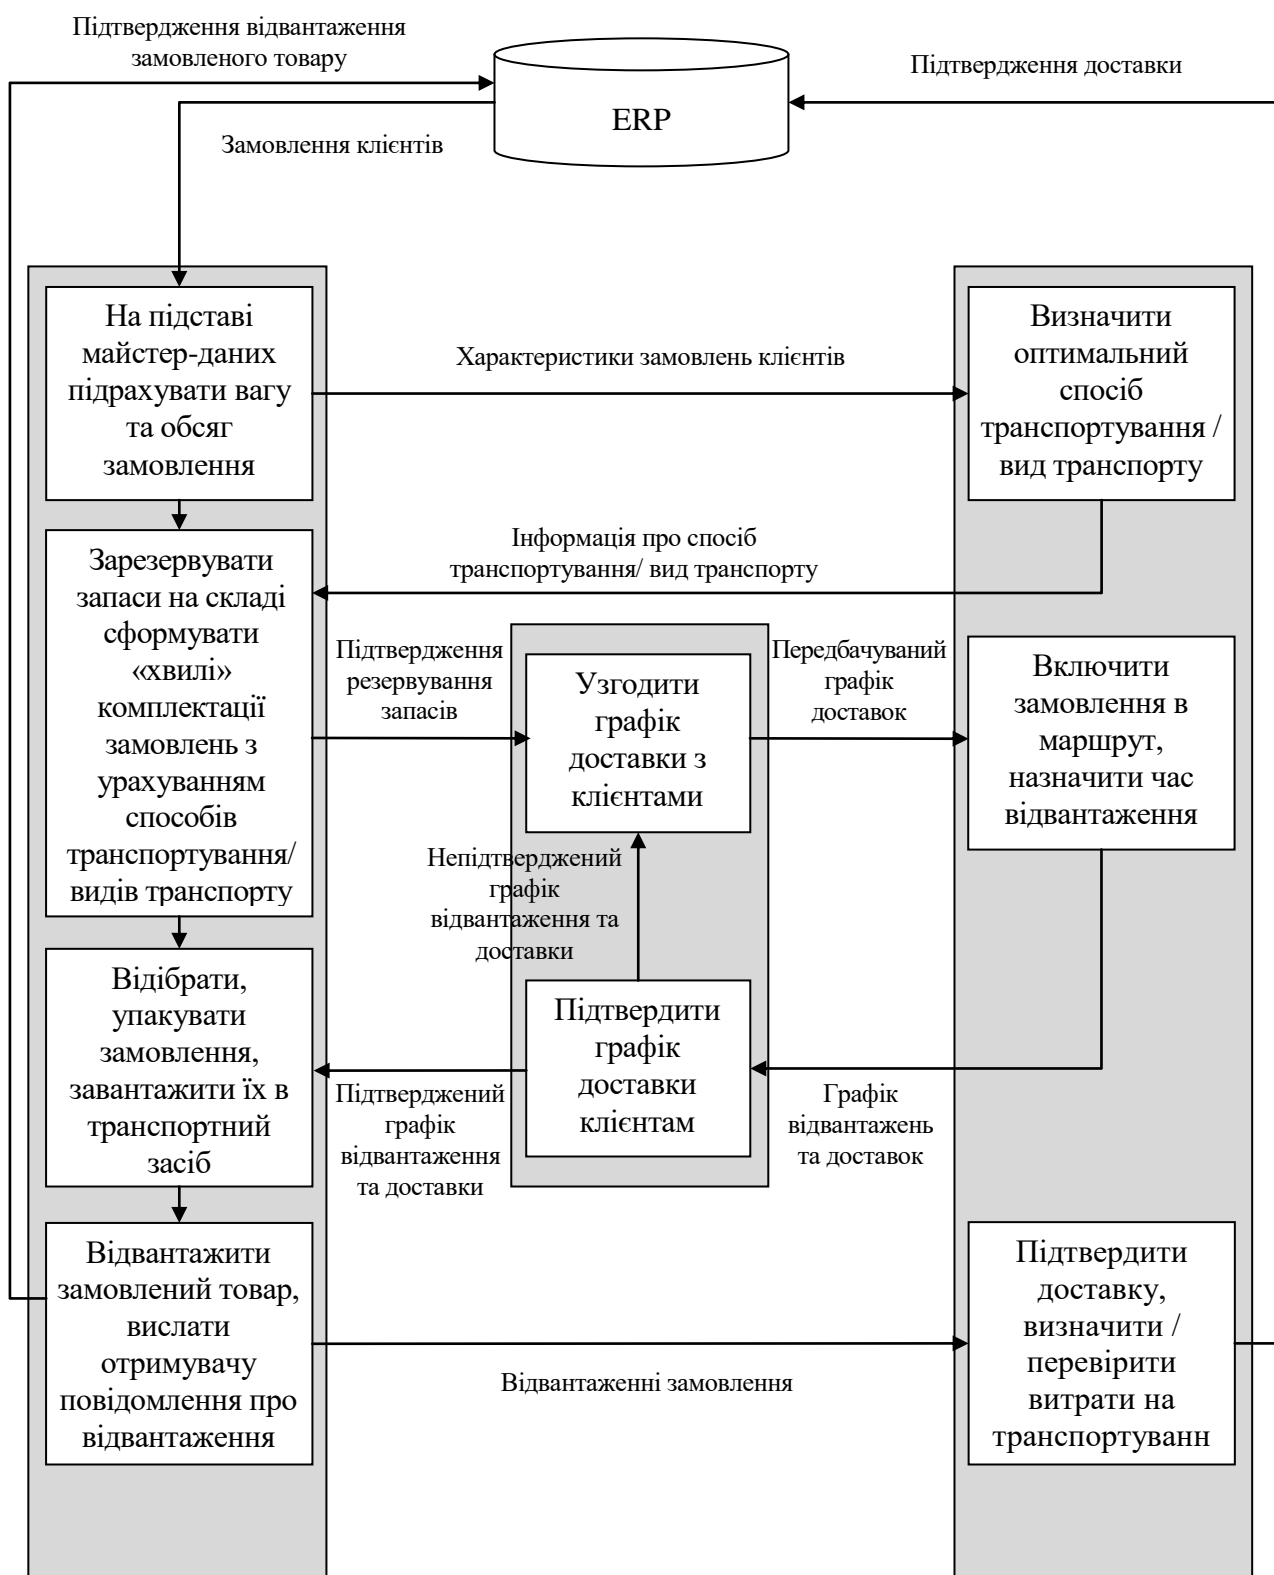 Підтвердження відвантаження
замовленого товару
ERP
Підтвердження доставки
Замовлення клієнтів
На підставі
майстер-даних
підрахувати вагу
та обсяг
замовлення
Характеристики замовлень клієнтів
Визначити
оптимальний
спосіб
транспортування /
вид транспорту
Інформація про спосіб
транспортування/ вид транспорту
Зарезервувати
запаси на складі
сформувати
«хвилі»
комплектації
замовлень з
урахуванням
способів
транспортування/
видів транспорту
Підтвердження
резервування
запасів
Узгодити
графік
доставки з
клієнтами
Передбачуваний
графік
доставок
Включити
замовлення в
маршрут,
назначити час
відвантаження
Непідтверджений
графік
відвантаження та
доставки
Відібрати,
упакувати
замовлення,
завантажити їх в
транспортний
засіб
Підтверджений
графік
відвантаження
та доставки
Підтвердити
графік
доставки
клієнтам
Графік
відвантажень
та доставок
Відвантажити
замовлений товар,
вислати
отримувачу
повідомлення про
відвантаження
Відвантаженні замовлення
Підтвердити
доставку,
визначити /
перевірити
витрати на
транспортуванн